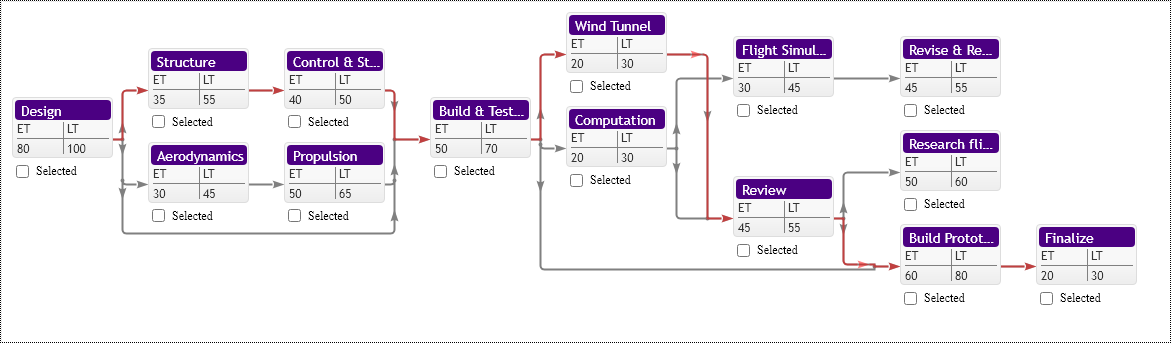 Design
ET LT
80 100
Selected
Structure
ET LT
35 55
Selected
Aerodynamics
ET LT
30 45
Selected
Control & St...
ET LT
40 50
Selected
Propulsion
ET LT
50 65
Selected
Build & Test...
ET LT
50 70
Selected
Wind Tunnel
ET LT
20 30
Selected
Computation
ET LT
20 30
Selected
Flight Simul...
ET LT
30 45
Selected
Review
ET LT
45 55
Selected
Revise & Re...
ET LT
45 55
Selected
Research fli...
ET LT
50 60
Selected
Build Protot...
ET LT
60 80
Selected
Finalize
ET LT
20 30
Selected